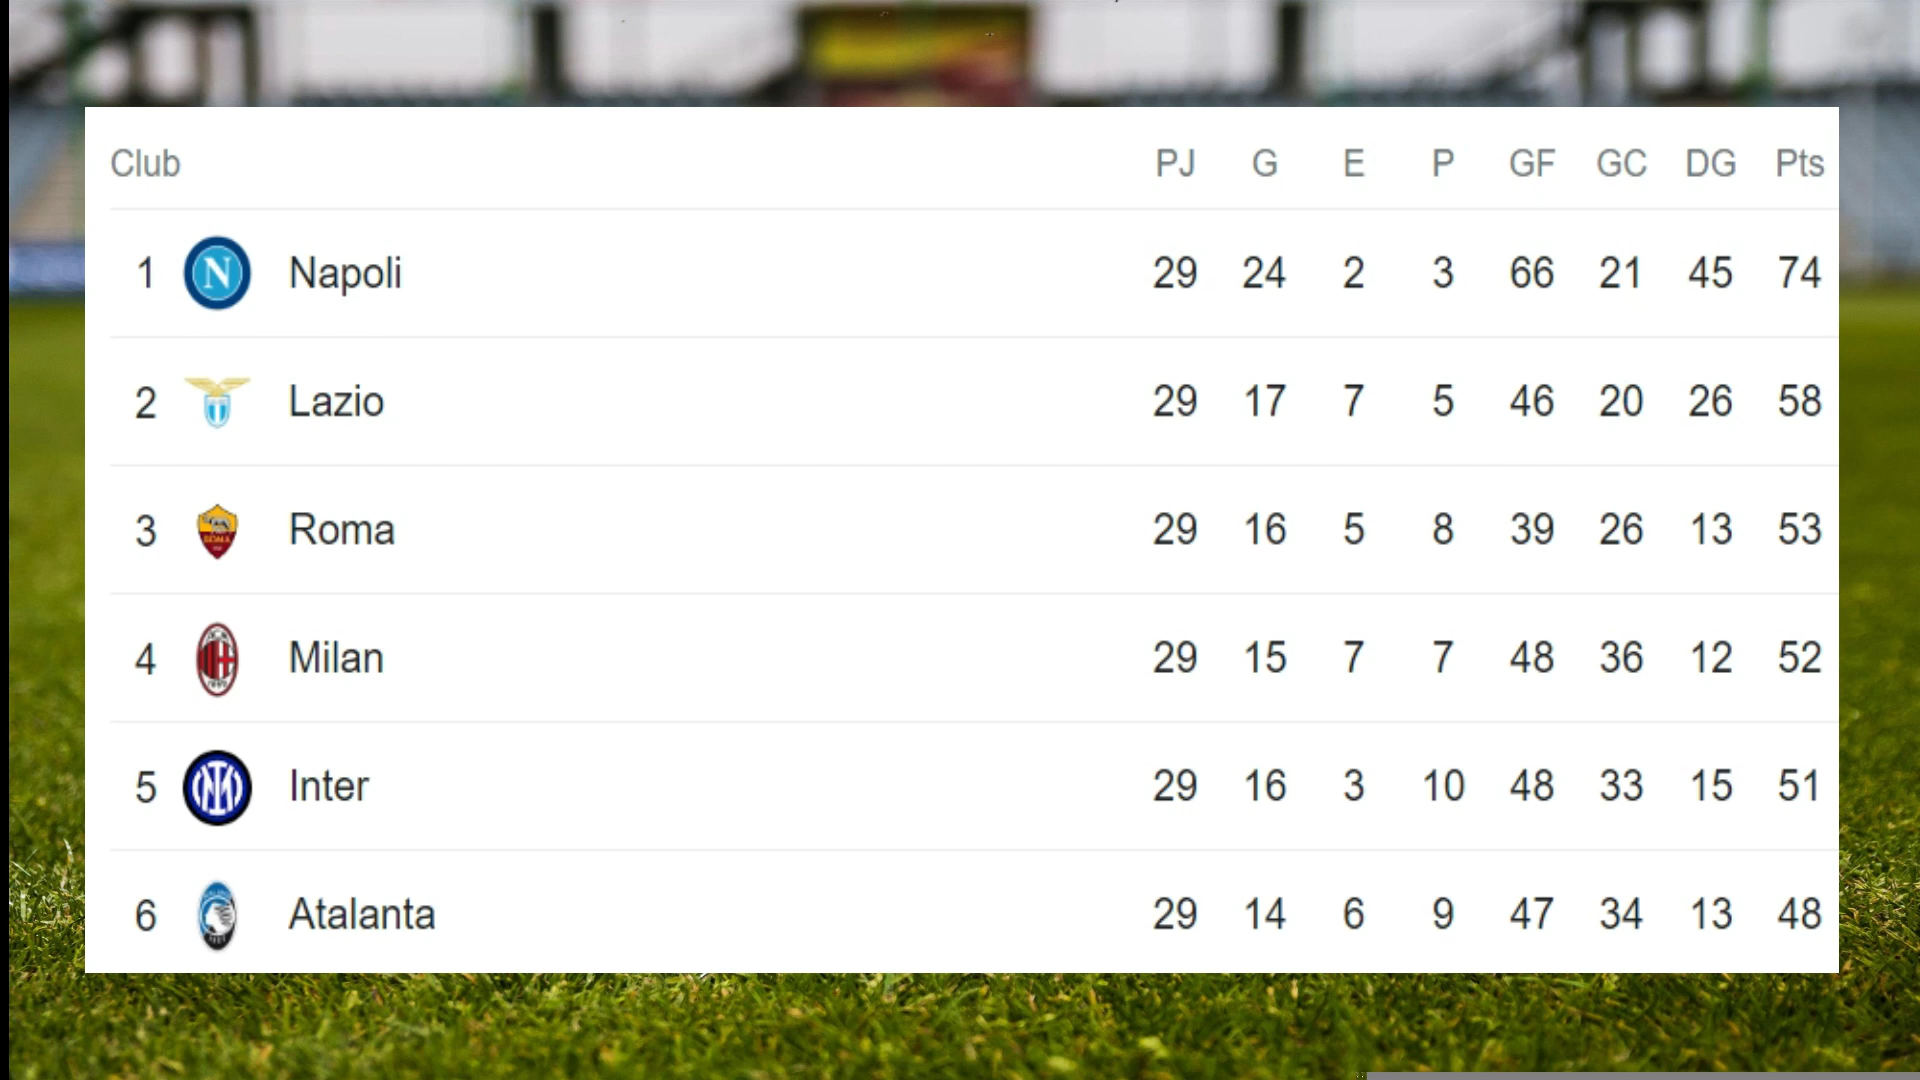 Club PJ G E P GF GC DG Pts
1 Napoli 29 24 2 3 66 21 45 74
2 Lazio 29 17 7 5 46 20 26 58
3 Roma 29 16 5 8 39 26 13 53
4 Milan 29 15 7 7 48 36 12 52
5 Inter 29 16 3 10 48 33 15 51
6 Atalanta 29 14 6 9 47 34 13 48